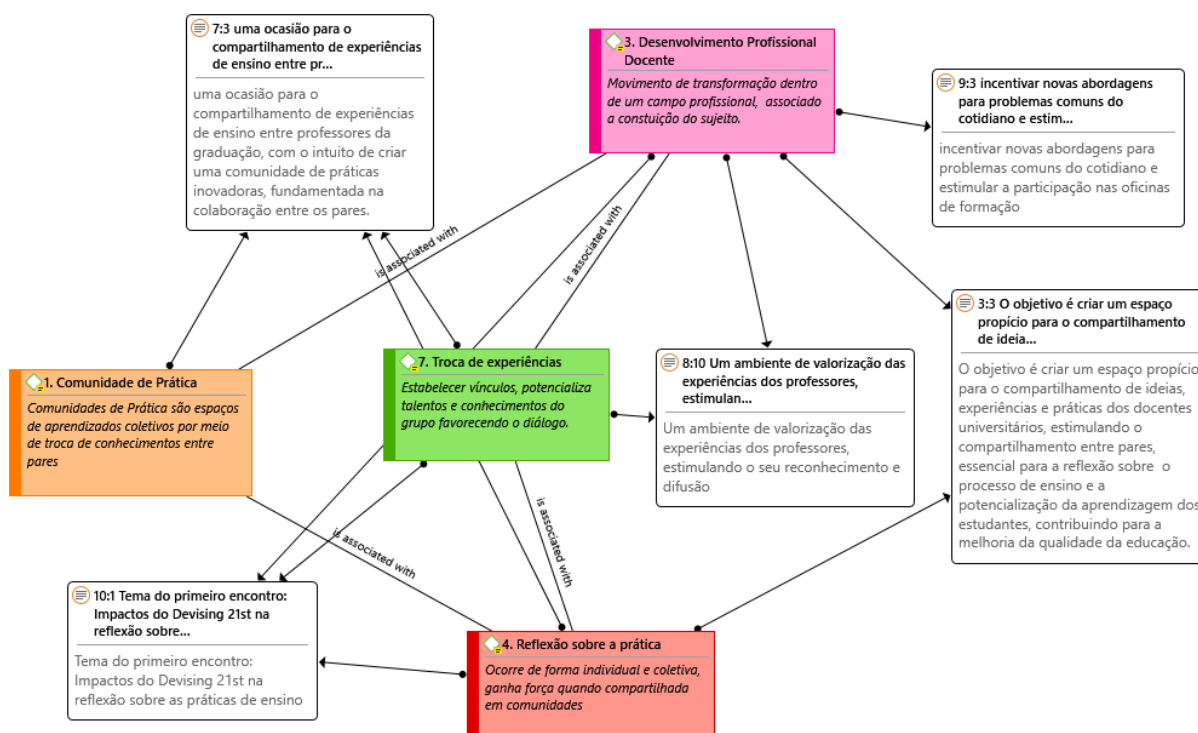 7:3 uma ocasião para o
compartilhamento de experiências
de ensino entre pr...
uma ocasião para o
compartilhamento de experiências
de ensino entre professores da
graduação, com o intuito de criar
uma comunidade de práticas
inovadoras, fundamentada na
colaboração entre os pares.
3. Desenvolvimento Profissional
Docente
Movimento de transformação dentro
de um campo profissional, associado
a constuição do sujeito.
9:3 incentivar novas abordagens
para problemas comuns do
cotidiano e estim...
incentivar novas abordagens para
problemas comuns do cotidiano e
estimular a participação nas oficinas
de formação
is associated with
is associated with
3:3 O objetivo é criar um espaço
propício para o compartilhamento
de ideia...
O objetivo é criar um espaço propício
para o compartilhamento de ideias,
experiências e práticas dos docentes
universitários, estimulando o
compartilhamento entre pares,
essencial para a reflexão sobre o
processo de ensino e a
potencialização da aprendizagem dos
estudantes, contribuindo para a
melhoria da qualidade da educação.
1. Comunidade de Prática
Comunidades de Prática são espaços
de aprendizados coletivos por meio
de troca de conhecimentos entre
pares
7. Troca de experiências
Estabelecer vínculos, potencializa
talentos e conhecimentos do
grupo favorecendo o diálogo.
8:10 Um ambiente de valorização das
experiências dos professores,
estimulan...
Um ambiente de valorização das
experiências dos professores,
estimulando o seu reconhecimento e
difusão
is associated with
is associated with
10:1 Tema do primeiro encontro:
Impactos do Devising 21st na
reflexão sobre...
Tema do primeiro encontro:
Impactos do Devising 21st na
reflexão sobre as práticas de ensino
4. Reflexão sobre a prática
Ocorre de forma individual e coletiva,
ganha força quando compartilhada
em comunidades